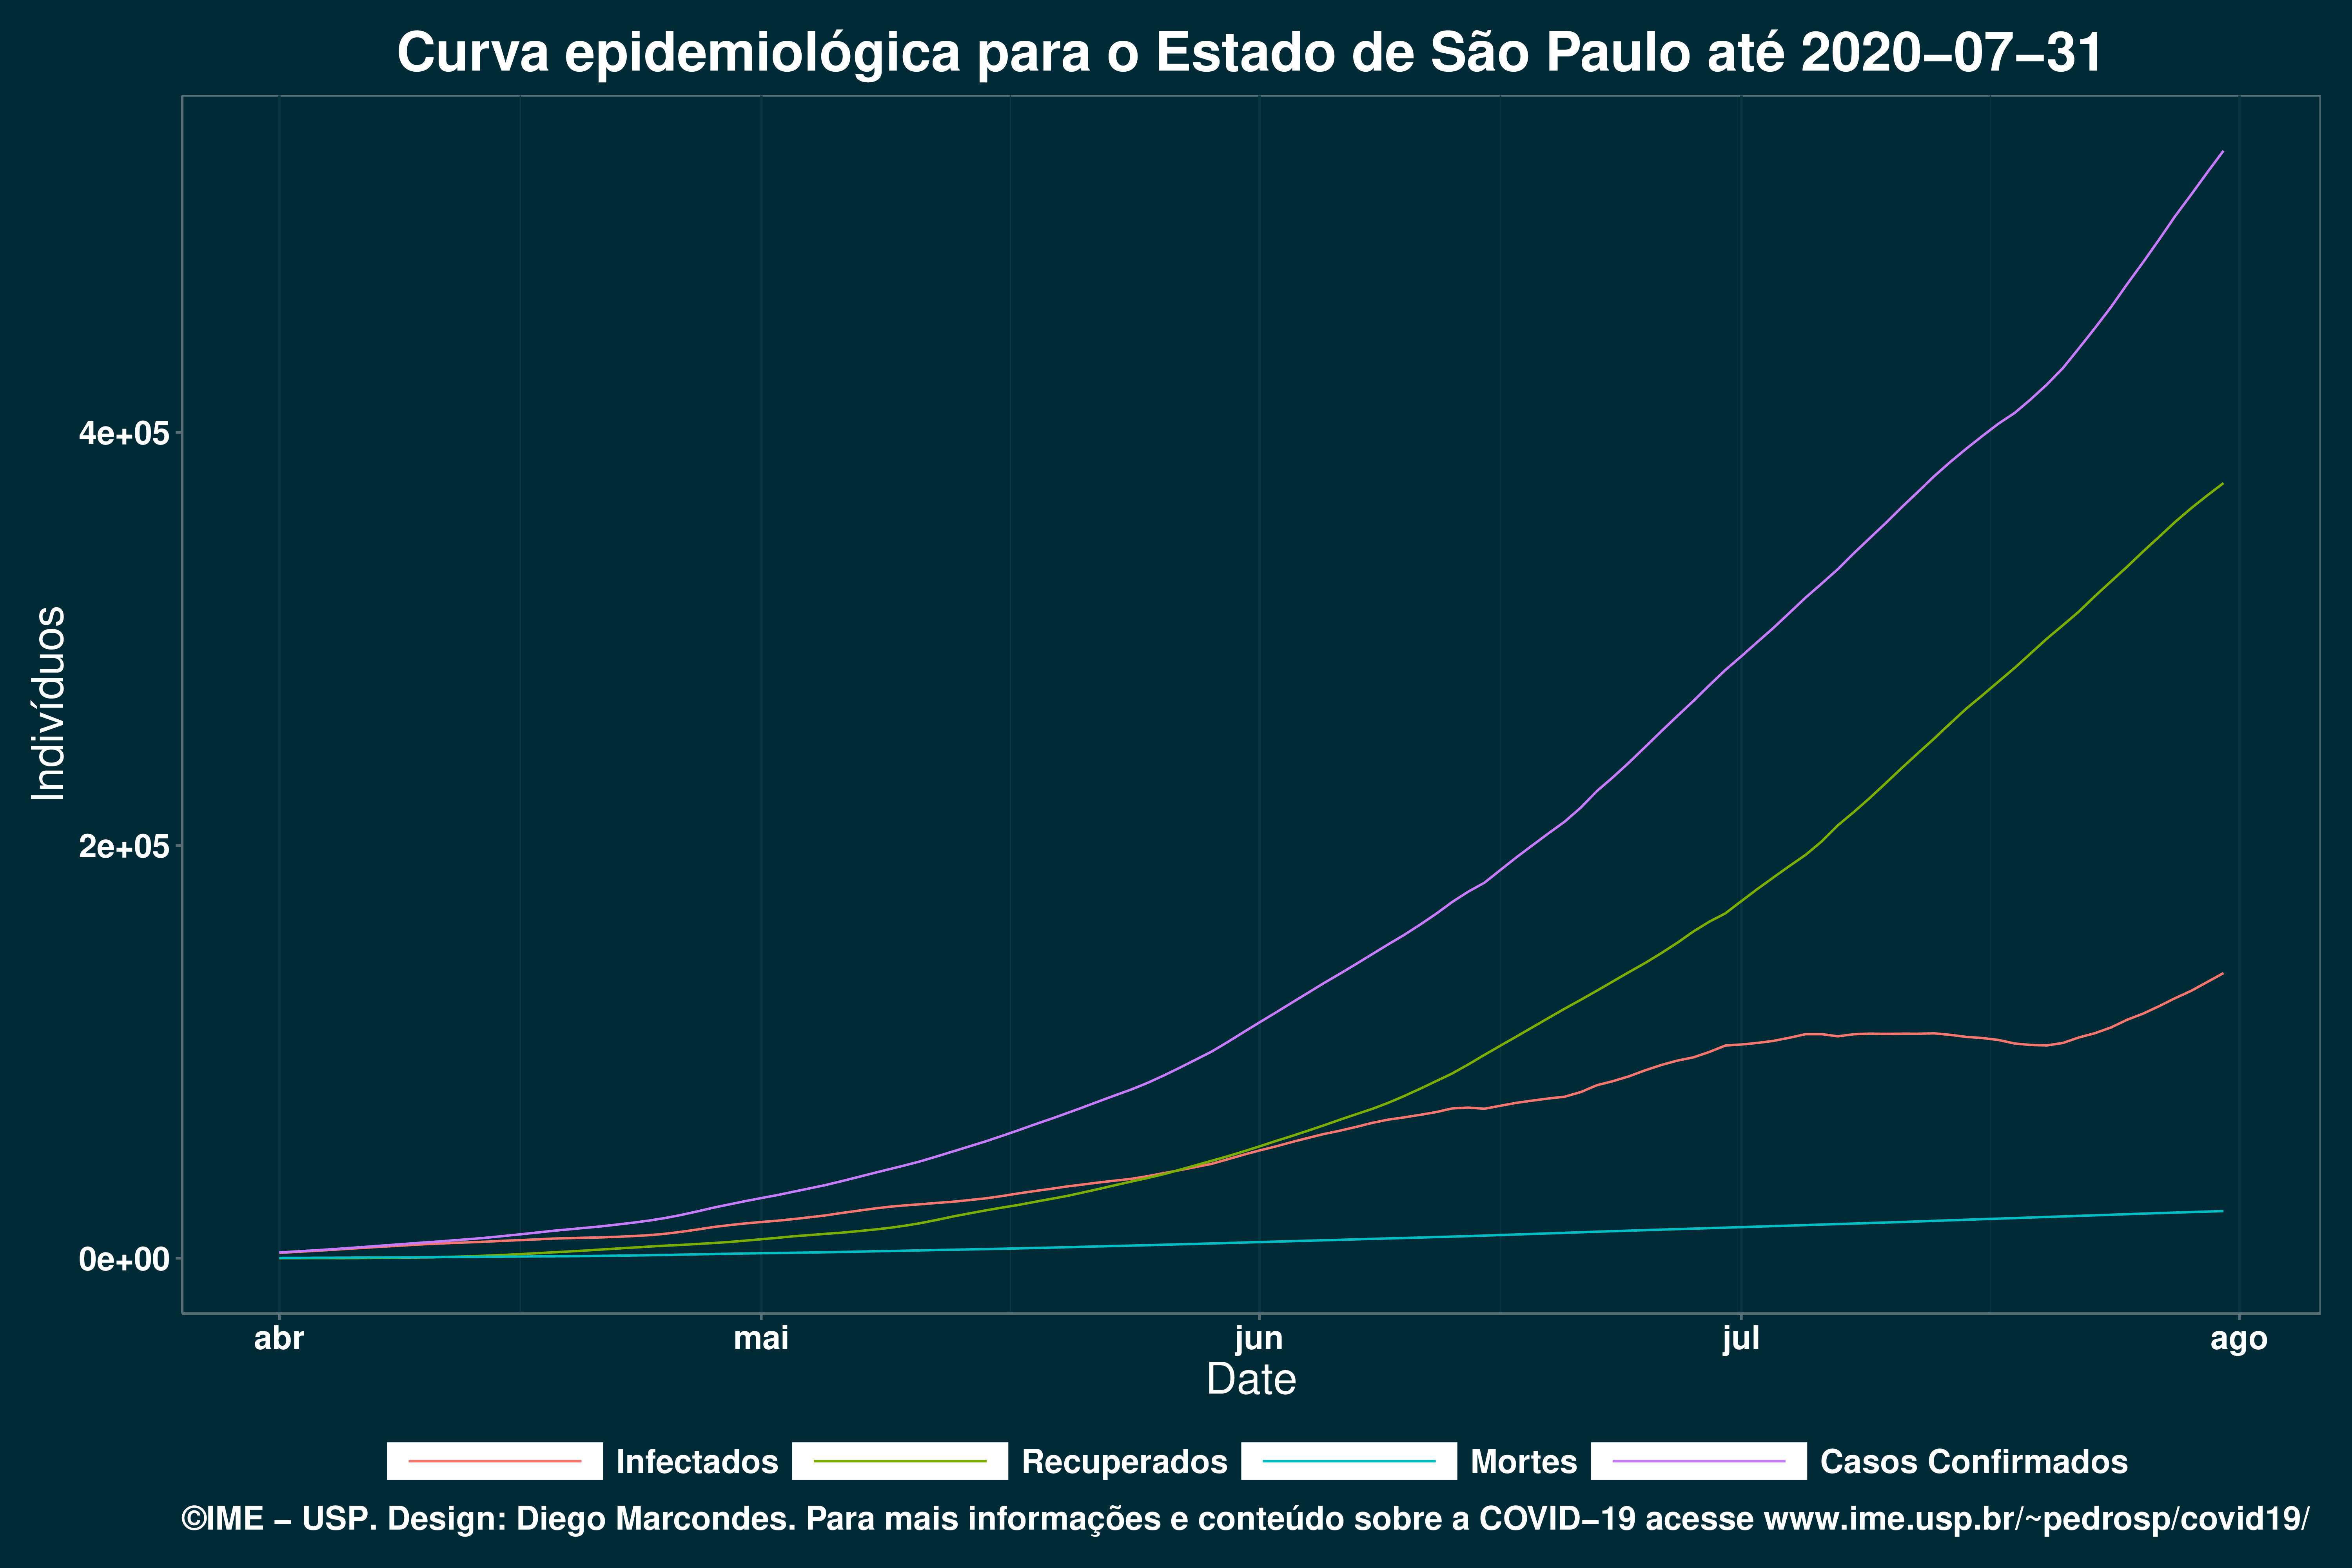 Curva epidemiológica para o Estado de São Paulo até 2020−07−31
Indivíduos
4e+05
2e+05
0e+00
abr mai jun jul ago
Date
Infectados Recuperados Mortes Casos Confirmados
©IME − USP. Design: Diego Marcondes. Para mais informações e conteúdo sobre a COVID−19 acesse www.ime.usp.br/~pedrosp/covid19/